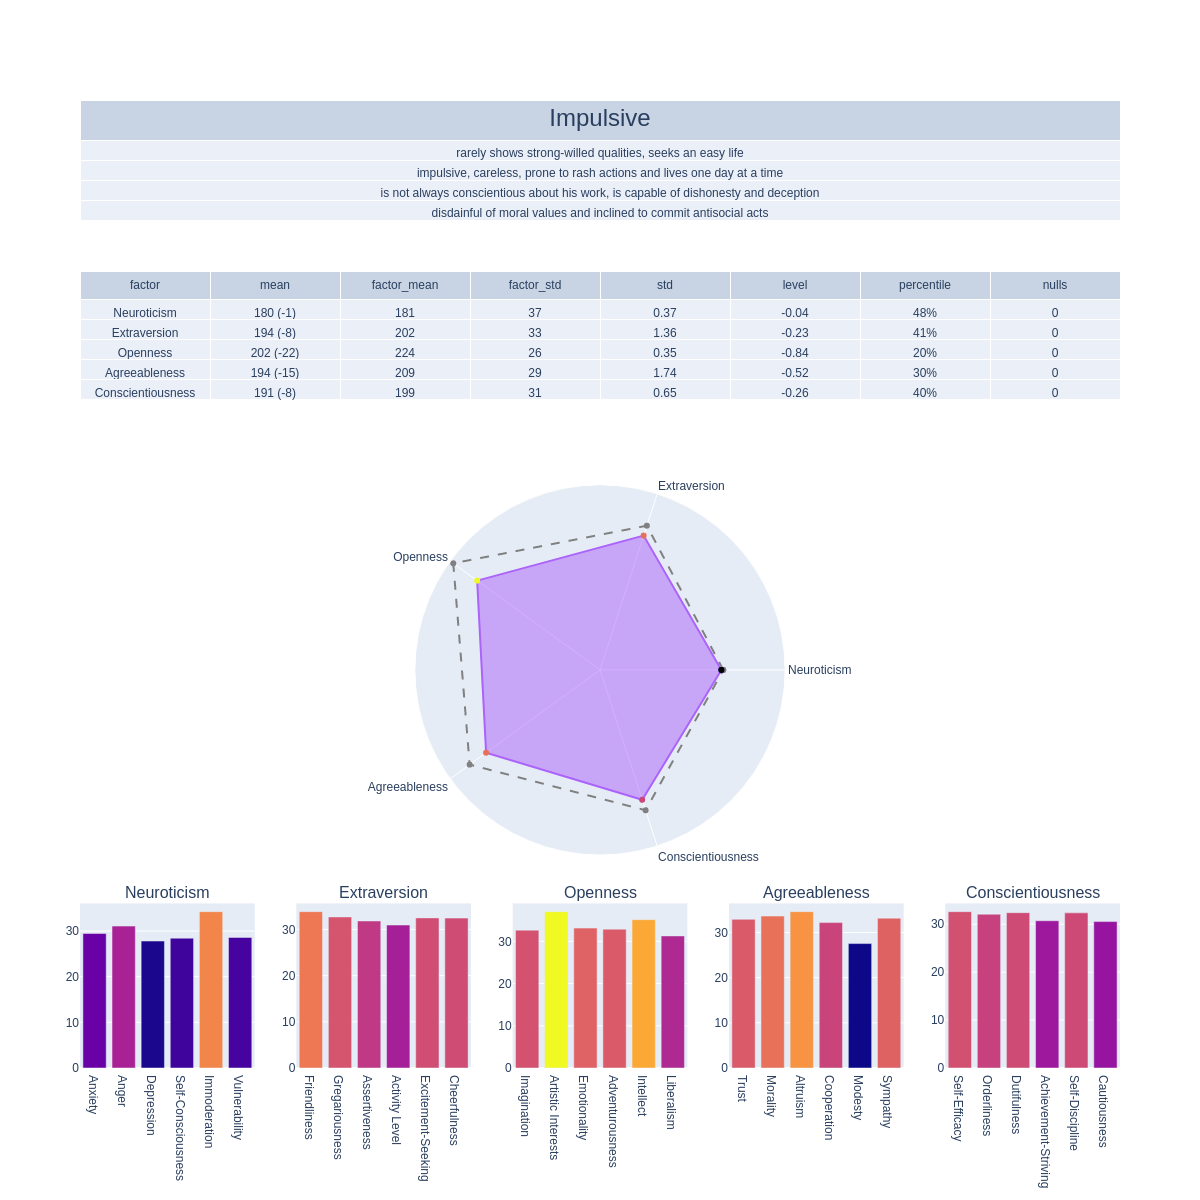 Impulsive
rarely shows strong-willed qualities, seeks an easy life
impulsive, careless, prone to rash actions and lives one day at a time
is not always conscientious about his work, is capable of dishonesty and deception
disdainful of moral values and inclined to commit antisocial acts
factor mean factor_mean factor_std std level percentile nulls
Neuroticism 180 (-1) 181 37 0.37 -0.04 48% 0
Extraversion 194 (-8) 202 33 1.36 -0.23 41% 0
Openness 202 (-22) 224 26 0.35 -0.84 20% 0
Agreeableness 194 (-15) 209 29 1.74 -0.52 30% 0
Conscientiousness 191 (-8) 199 31 0.65 -0.26 40% 0
Extraversion
Openness
Neuroticism
Agreeableness
Conscientiousness
Neuroticism
30
20
10
0
Anxiety
Anger
Depression
Self-Consciousness
Immoderation
Vulnerability
Extraversion
30
20
10
0
Friendliness
Gregariousness
Assertiveness
Activity Level
Excitement-Seeking
Cheerfulness
Openness
30
20
10
0
Imagination
Artistic Interests
Emotionality
Adventurousness
Intellect
Liberalism
Agreeableness
30
20
10
0
Trust
Morality
Altruism
Cooperation
Modesty
Sympathy
Conscientiousness
30
20
10
0
Self-Efficacy
Orderliness
Dutifulness
Achievement-Striving
Self-Discipline
Cautiousness